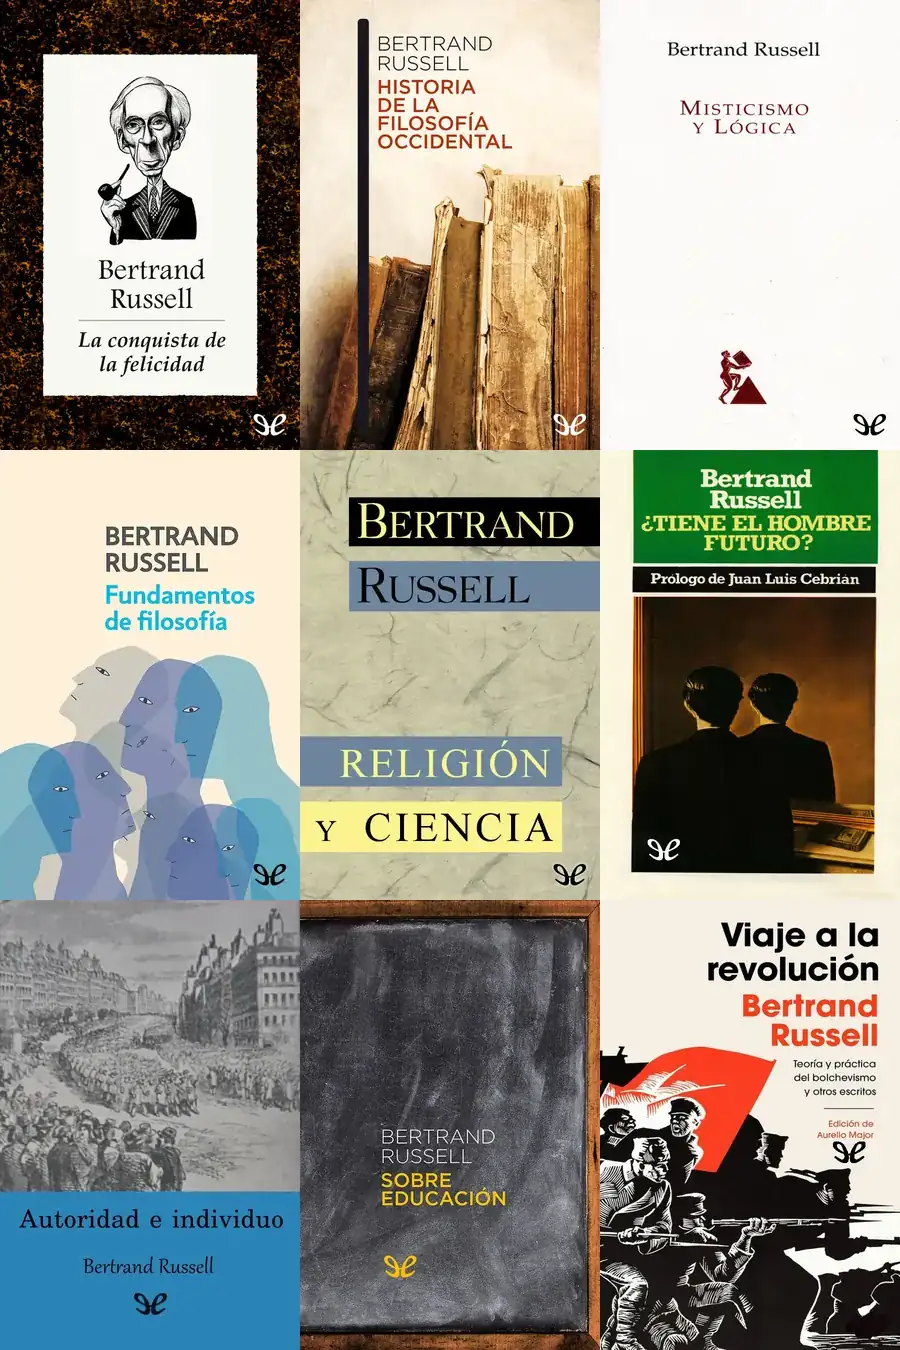 Bertrand
Russell
La conquista de
la felicidad
BERTRAND
RUSSELL
HISTORIA
DE LA
FILOSOFÍA
OCCIDENTAL
Bertrand Russell
MISTICISMO
Y LÓGICA
BERTRAND
RUSSELL
Fundamentos
de filosofía
BERTRAND
RUSSELL
RELIGIÓN
Y CIENCIA
Bertrand
Russell
¿TIENE EL HOMBRE
FUTURO?
Prólogo de Juan Luis Cebrián
Autoridad e individuo
Bertrand Russell
BERTRAND
RUSSELL
SOBRE
EDUCACIÓN
Viaje a la
revolución
Bertrand
Russell
Teoría y práctica
del bolchevismo
y otros escritos
Edición de
Aurelio Major